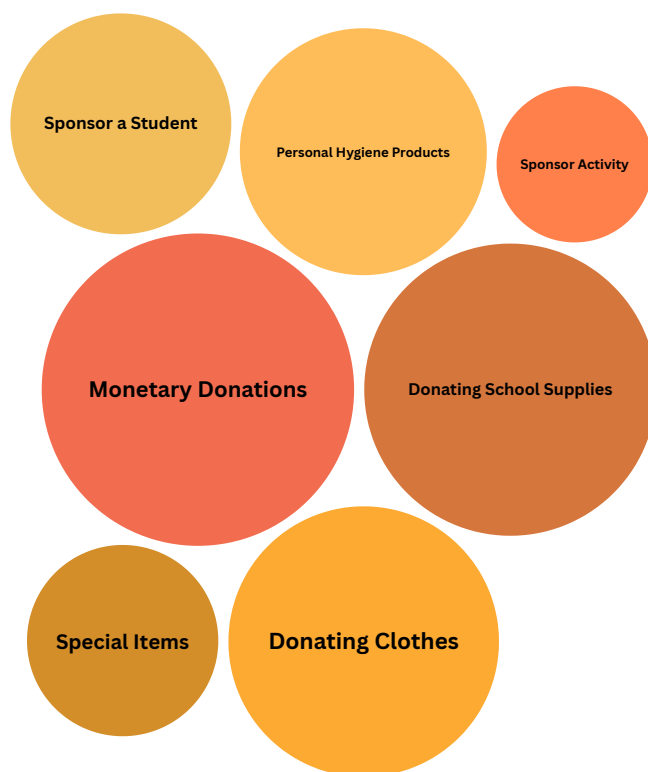 Sponsor a Student
Personal Hygiene Products
Sponsor Activity
Monetary Donations
Donating School Supplies
Special Items
Donating Clothes